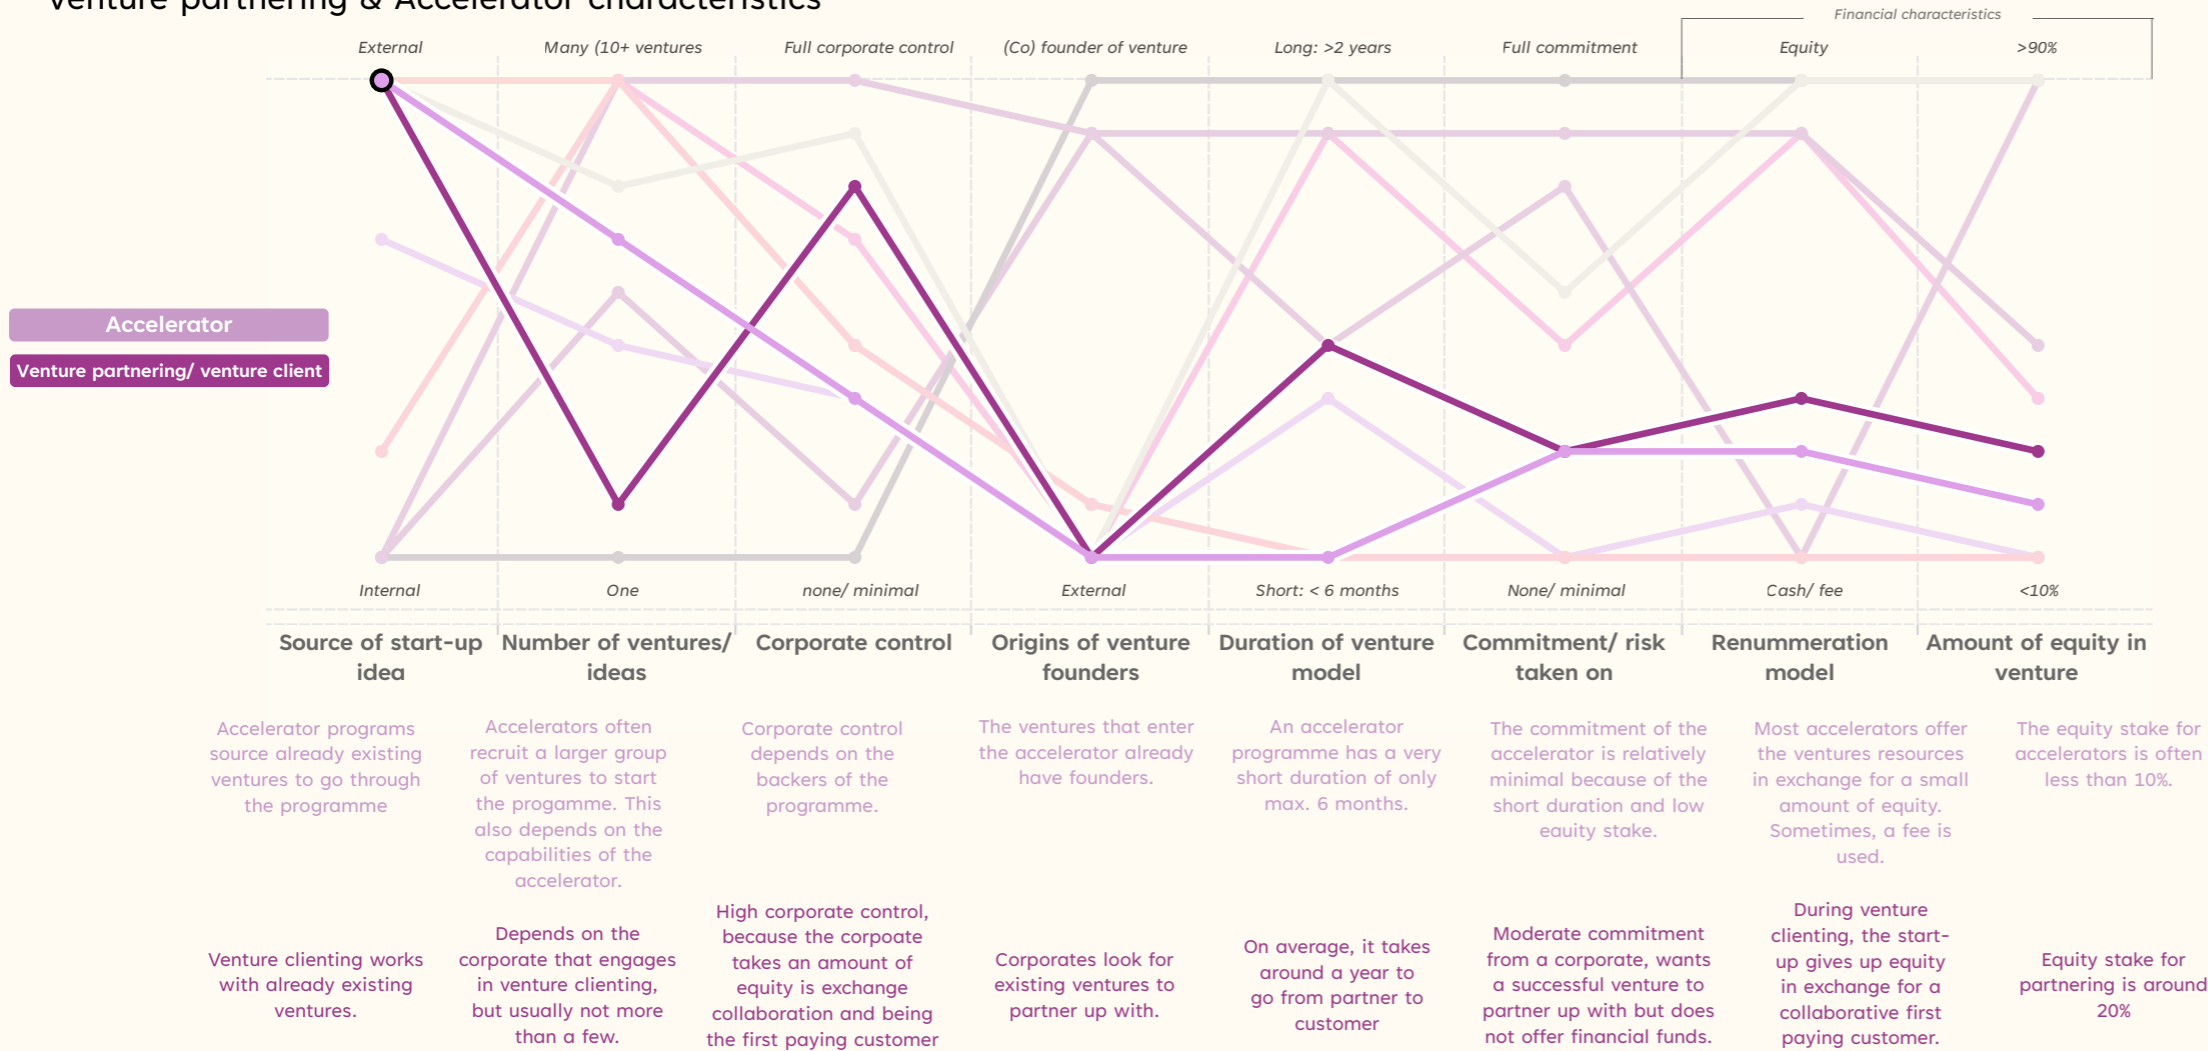 Venture partnering & Accelerator characteristics
Financial characteristics
External
Many (10+ ventures
Full corporate control
(Co) founder of venture
Long: >2 years
Full commitment
Equity
>90%
Accelerator
Venture partnering/ venture client
Internal
One
none/ minimal
External
Short: < 6 months
None/ minimal
Cash/ fee
<10%
Source of start-up
idea
Number of ventures/
ideas
Corporate control
Origins of venture
founders
Duration of venture
model
Commitment/ risk
taken on
Renummeration
model
Amount of equity in
venture
Accelerator programs
source already existing
ventures to go through
the programme
Accelerators often
recruit a larger group
of ventures to start
the progamme. This
also depends on the
capabilities of the
accelerator.
Corporate control
depends on the
backers of the
programme.
The ventures that enter
the accelerator already
have founders.
An accelerator
programme has a very
short duration of only
max. 6 months.
The commitment of the
accelerator is relatively
minimal because of the
short duration and low
eauity stake.
Most accelerators offer
the ventures resources
in exchange for a small
amount of equity.
Sometimes, a fee is
used.
The equity stake for
accelerators is often
less than 10%.
Venture clienting works
with already existing
ventures.
Depends on the
corporate that engages
in venture clienting,
but usually not more
than a few.
High corporate control,
because the corpoate
takes an amount of
equity is exchange
collaboration and being
the first paying customer
Corporates look for
existing ventures to
partner up with.
On average, it takes
around a year to
go from partner to
customer
Moderate commitment
from a corporate, wants
a successful venture to
partner up with but does
not offer financial funds.
During venture
clienting, the start-
up gives up equity
in exchange for a
collaborative first
paying customer.
Equity stake for
partnering is around
20%